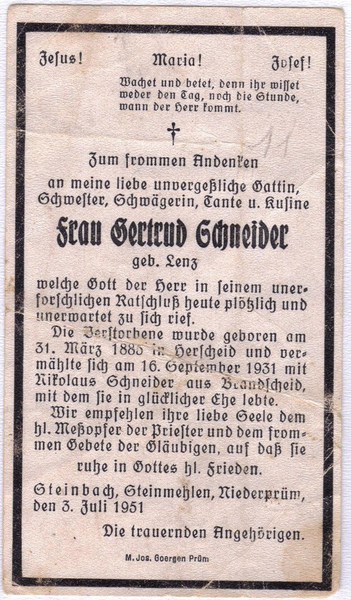 Jesus! Maria! Josef!
Wachet und betet, denn ihr wisset
weder den Tag, noch die Stunde,
wann der Herr kommt.
Zum frommen Andenken
an meine liebe unvergeßliche Gattin,
Schwester, Schwägerin, Tante u. Kusine
Frau Gertrud Schneider
geb. Lenz
welche Gott der Herr in seinem uner-
forschlichen Ratschluß heute plötzlich und
unerwartet zu sich rief.
Die Verstorbene wurde geboren am
31. März 1885 in Herscheid und ver-
mählte sich am 16. September 1931 mit
Nikolaus Schneider aus Brandscheid,
mit dem sie in glücklicher Ehe lebte.
Wir empfehlen ihre liebe Seele dem
hl. Meßopfer der Priester und dem from-
men Gebete der Gläubigen, auf daß sie
ruhe in Gottes hl. Frieden.
Steinbach, Steinmehlen, Niederprüm,
den 3. Juli 1951
Die trauernden Angehörigen.
M. Jos. Goergen Prüm